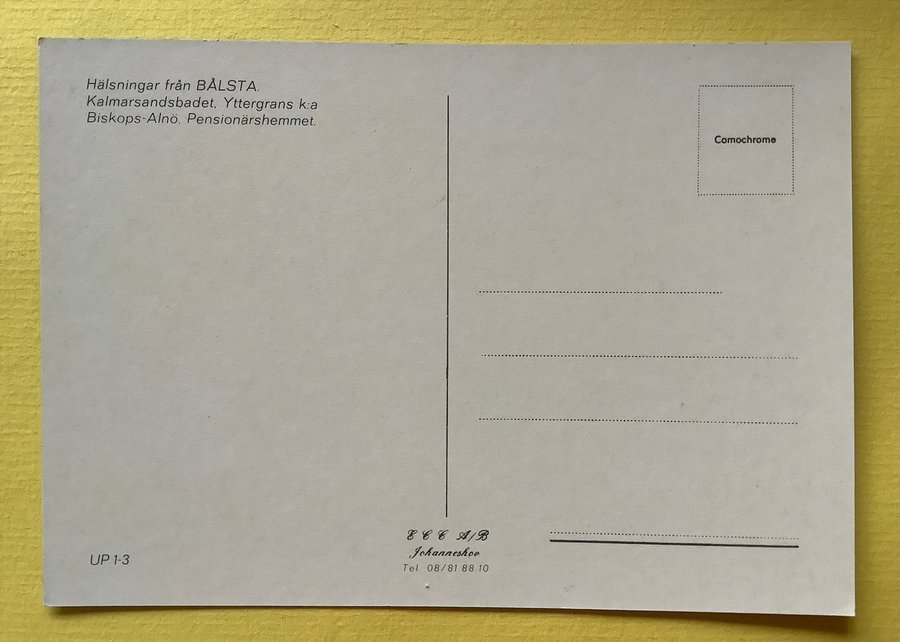 Hälsningar från BÅLSTA.
Kalmarsandsbadet, Yttergrans k:a
Biskops-Alnö. Pensionärshemmet.
Comochrome
UP 1-3
E C C A/B
Johanneshov
Tel 08/81 88 10